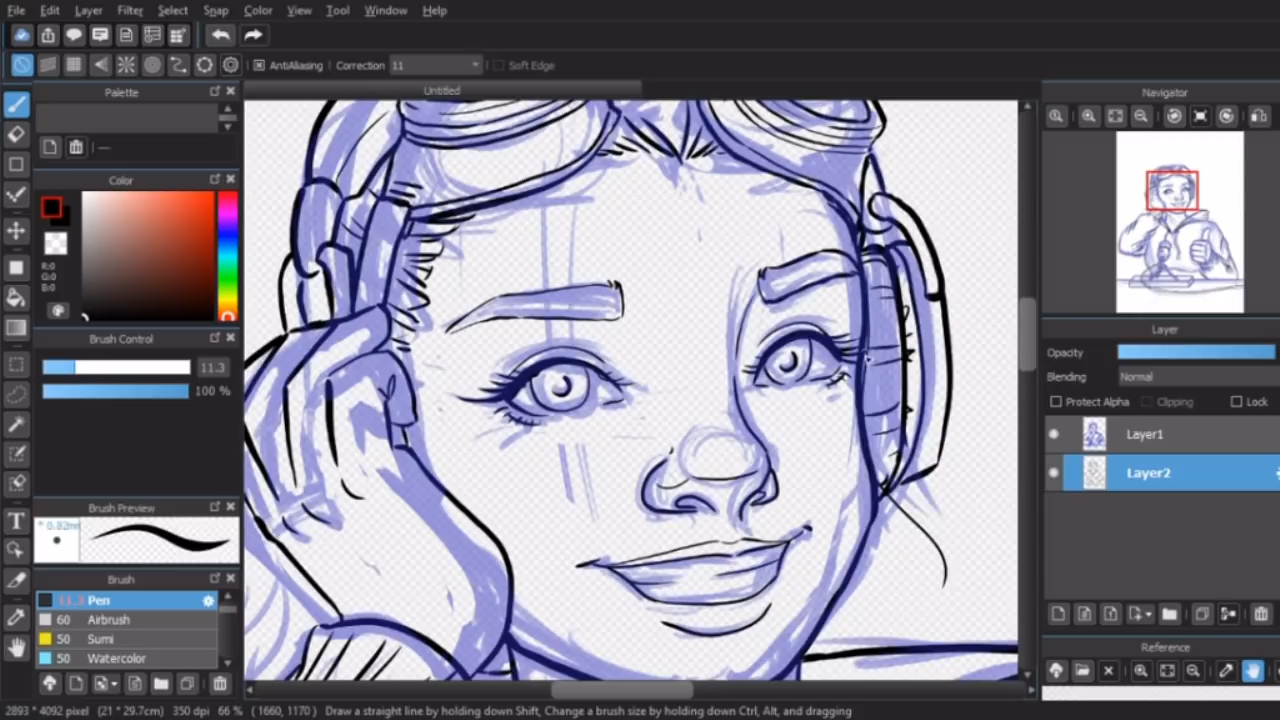 File Edit Layer Filter Select Snap Color View Tool Window Help
AntiAliasing Correction 11 Soft Edge
Palette
Untitled
Navigator
Color
R:0
G:0
B:0
Brush Control
11.3
100 %
Layer
Opacity
Blending Normal
Protect Alpha Clipping Lock
Layer1
Layer2
Brush Preview
Brush
11.3 Pen
60 Airbrush
50 Sumi
50 Watercolor
Reference
2893 * 4092 pixel (21 * 29.7cm) 350 dpi 66 % ( 1660, 1170 ) Draw a straight line by holding down Shift, Change a brush size by holding down Ctrl, Alt, and dragging